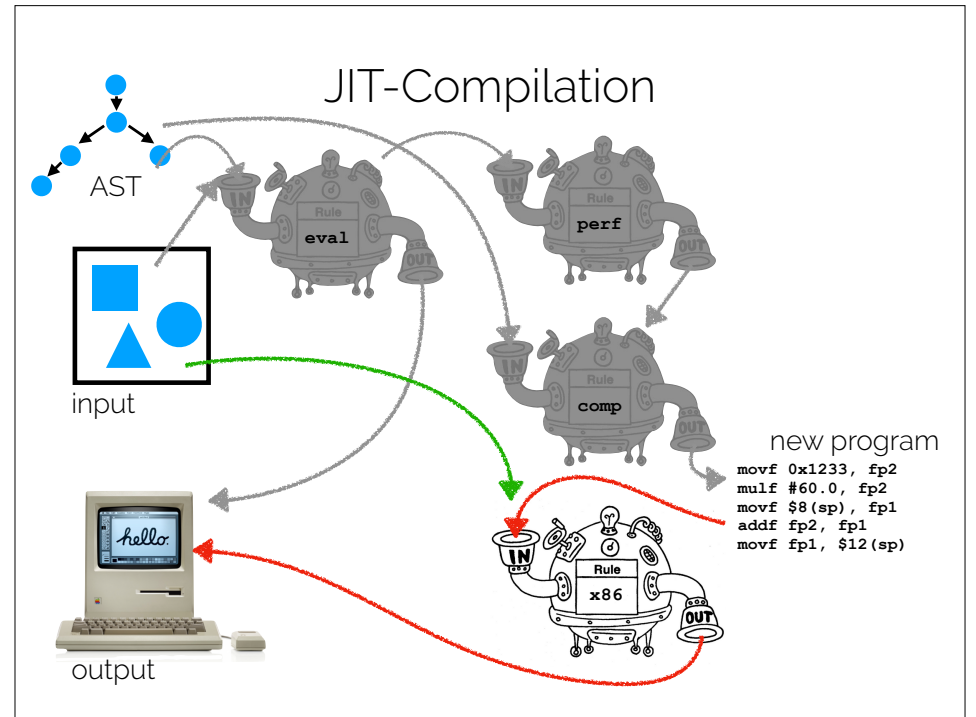 JIT-Compilation
AST
IN
Rule
eval
OUT
IN
Rule
perf
OUT
input
IN
Rule
comp
OUT
new program
movf 0x1233, fp2
mulf #60.0, fp2
movf $8(sp), fp1
addf fp2, fp1
movf fp1, $12(sp)
hello.
IN
Rule
x86
OUT
output